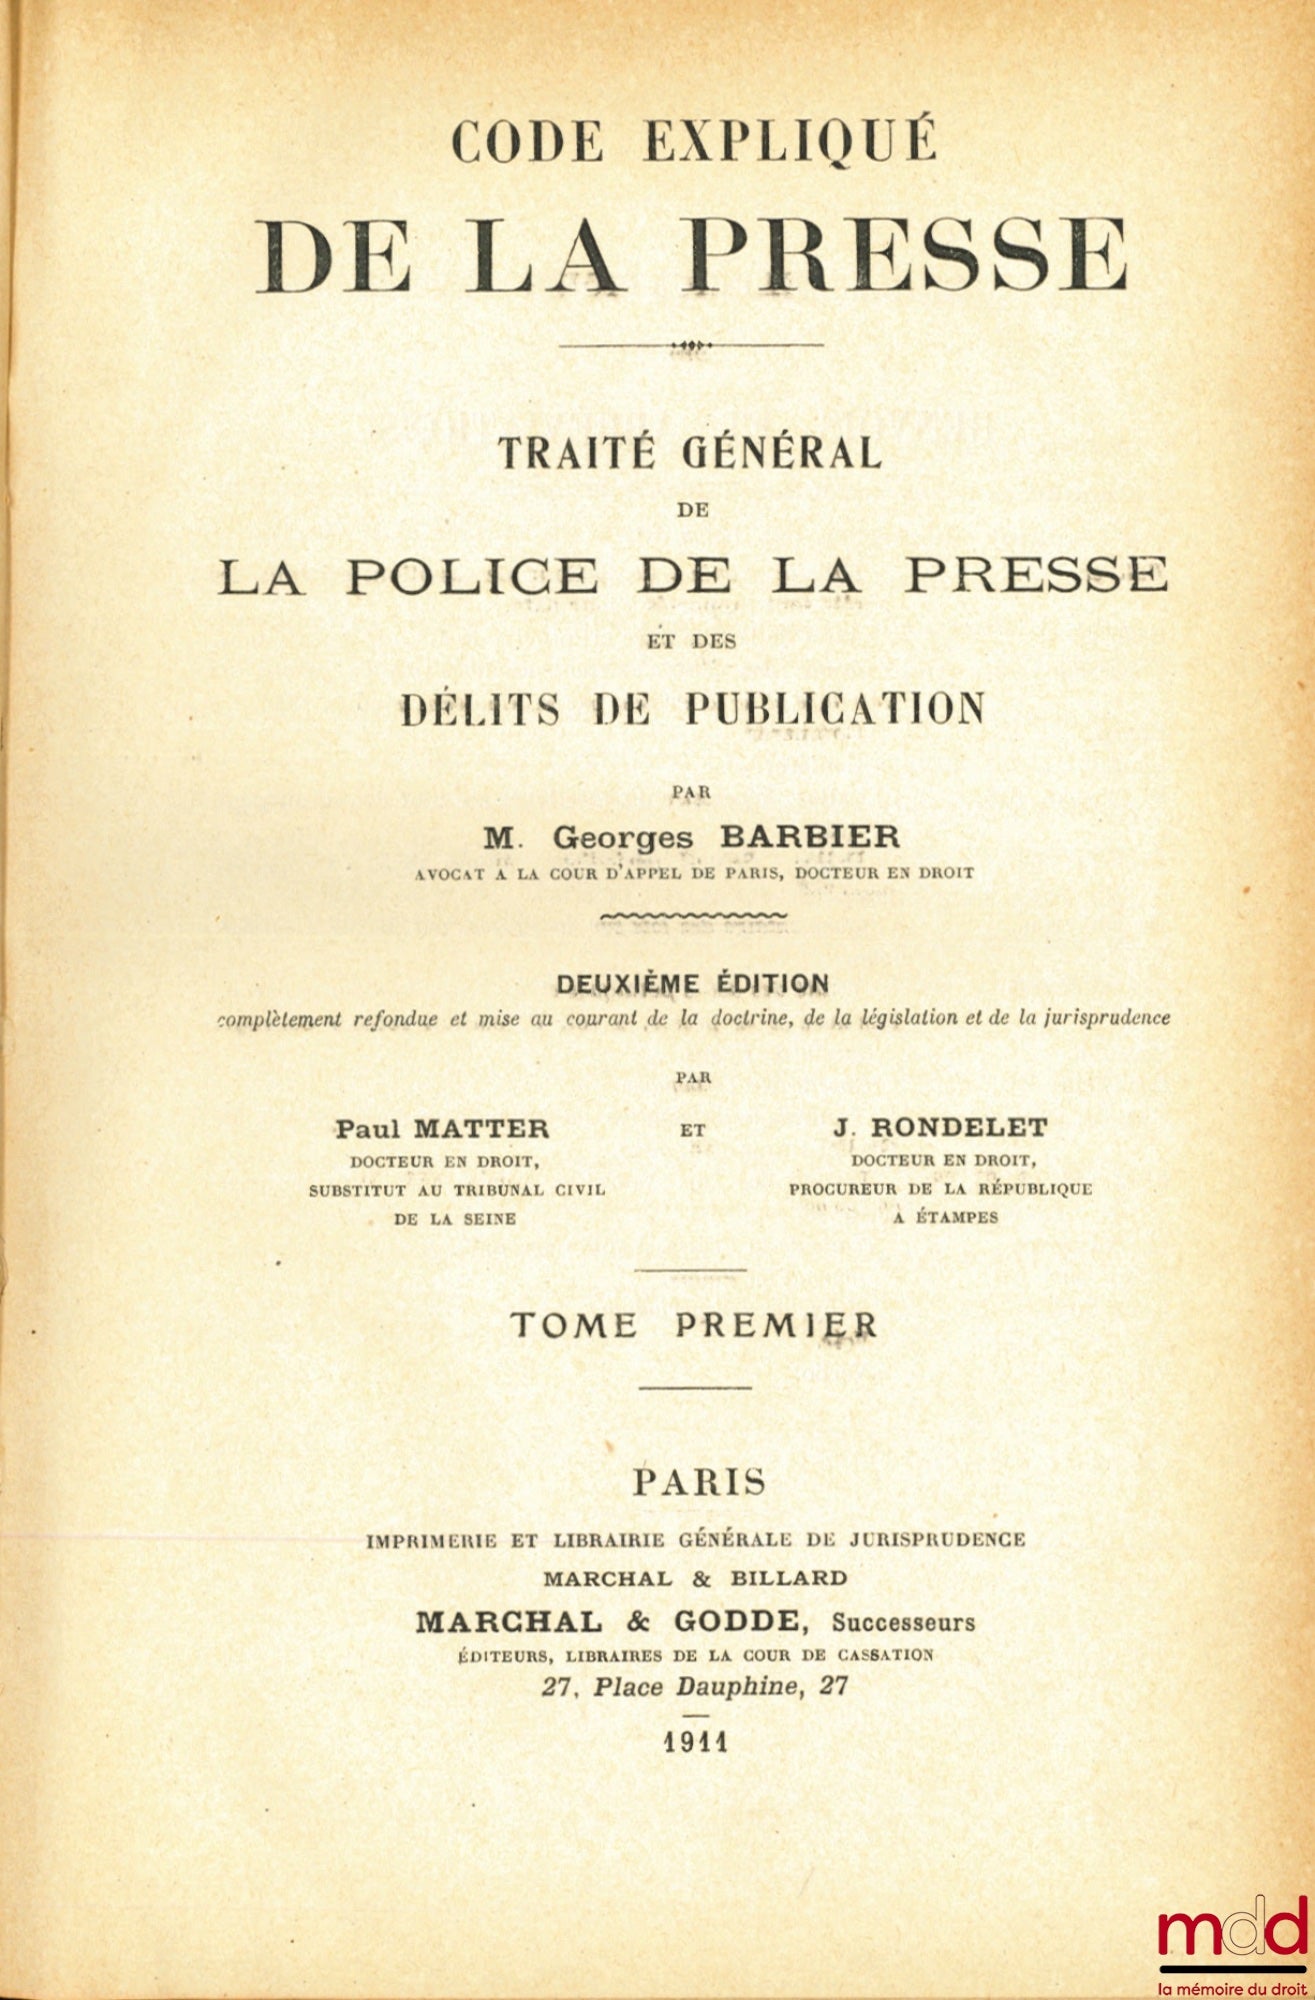 CODE EXPLIQUÉ
DE LA PRESSE
TRAITÉ GÉNÉRAL
DE
LA POLICE DE LA PRESSE
ET DES
DÉLITS DE PUBLICATION
PAR
M. Georges BARBIER
AVOCAT A LA COUR D'APPEL DE PARIS, DOCTEUR EN DROIT
DEUXIÈME ÉDITION
complètement refondue et mise au courant de la doctrine, de la législation et de la jurisprudence
PAR
Paul MATTER ET J. RONDELET
DOCTEUR EN DROIT, DOCTEUR EN DROIT,
SUBSTITUT AU TRIBUNAL CIVIL PROCUREUR DE LA RÉPUBLIQUE
DE LA SEINE A ÉTAMPES
TOME PREMIER
PARIS
IMPRIMERIE ET LIBRAIRIE GÉNÉRALE DE JURISPRUDENCE
MARCHAL & BILLARD
MARCHAL & GODDE, Successeurs
ÉDITEURS, LIBRAIRES DE LA COUR DE CASSATION
27, Place Dauphine, 27
1911
mdd
la mémoire du droit